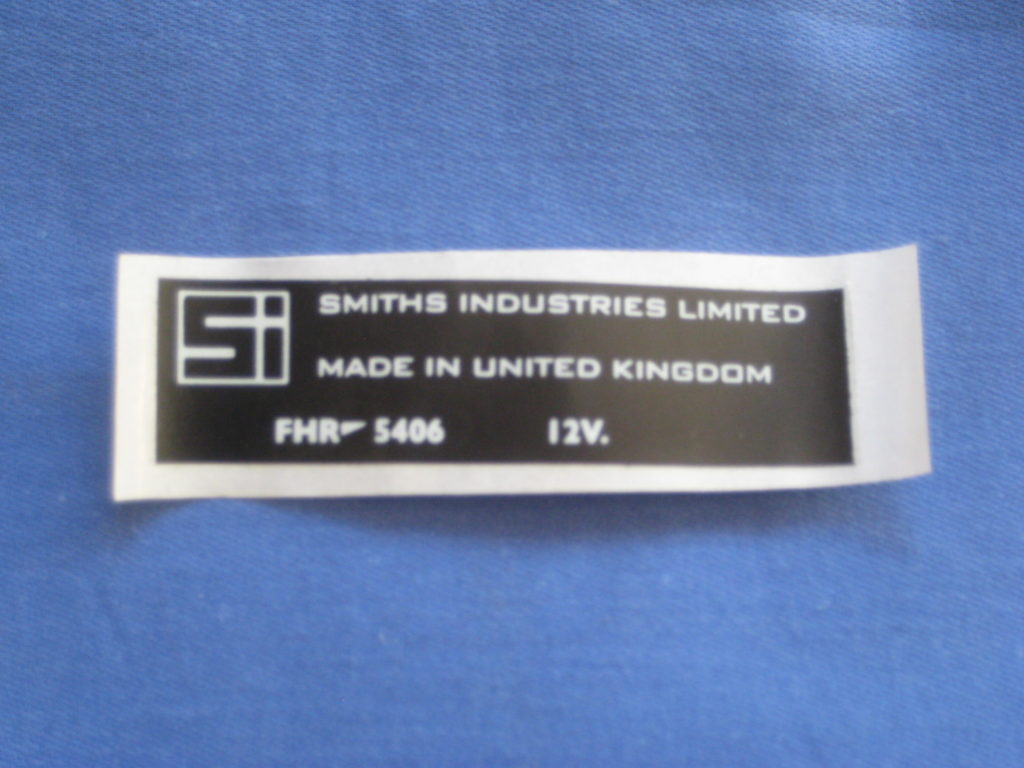 Si SMITHS INDUSTRIES LIMITED
MADE IN UNITED KINGDOM
FHR- 5406 12V.